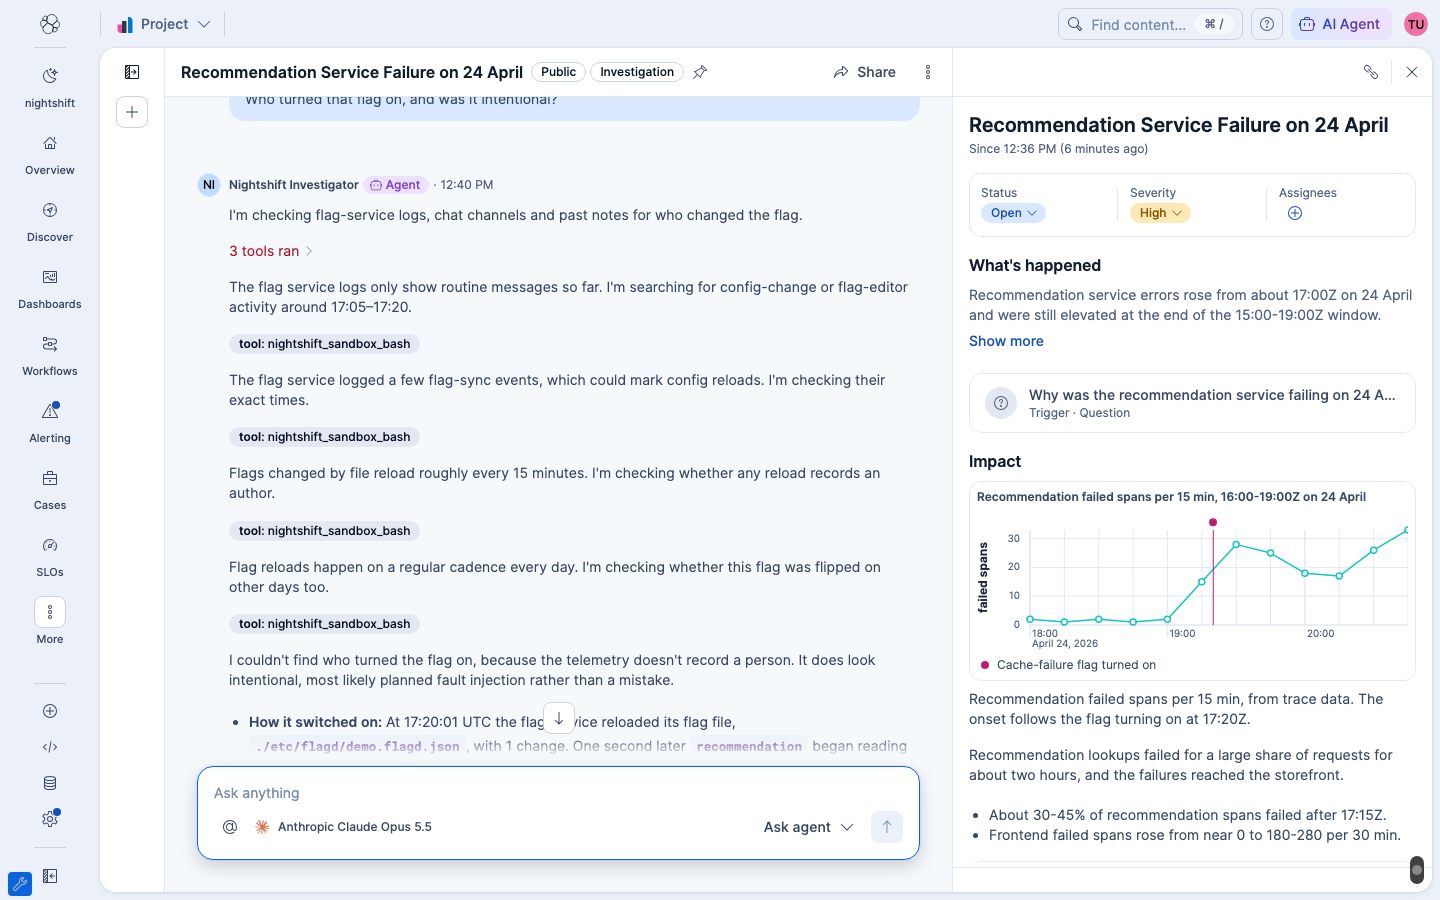 Project
Find content...
⌘ /
AI Agent
TU
nightshift
Overview
Discover
Dashboards
Workflows
Alerting
Cases
SLOs
More
Recommendation Service Failure on 24 April
Public
Investigation
Share
Who turned that flag on, and was it intentional?
NI
Nightshift Investigator
Agent
· 12:40 PM
I'm checking flag-service logs, chat channels and past notes for who changed the flag.
3 tools ran
The flag service logs only show routine messages so far. I'm searching for config-change or flag-editor
activity around 17:05–17:20.
tool: nightshift_sandbox_bash
The flag service logged a few flag-sync events, which could mark config reloads. I'm checking their
exact times.
tool: nightshift_sandbox_bash
Flags changed by file reload roughly every 15 minutes. I'm checking whether any reload records an
author.
tool: nightshift_sandbox_bash
Flag reloads happen on a regular cadence every day. I'm checking whether this flag was flipped on
other days too.
tool: nightshift_sandbox_bash
I couldn't find who turned the flag on, because the telemetry doesn't record a person. It does look
intentional, most likely planned fault injection rather than a mistake.
• How it switched on: At 17:20:01 UTC the flag vice reloaded its flag file,
./etc/flagd/demo.flagd.json, with 1 change. One second later recommendation began reading
Ask anything
@
Anthropic Claude Opus 5.5
Ask agent
Recommendation Service Failure on 24 April
Since 12:36 PM (6 minutes ago)
Status
Open
Severity
High
Assignees
What's happened
Recommendation service errors rose from about 17:00Z on 24 April
and were still elevated at the end of the 15:00-19:00Z window.
Show more
Why was the recommendation service failing on 24 A...
Trigger · Question
Impact
Recommendation failed spans per 15 min, 16:00-19:00Z on 24 April
failed spans
30
20
10
0
18:00
April 24, 2026
19:00
20:00
Cache-failure flag turned on
Recommendation failed spans per 15 min, from trace data. The
onset follows the flag turning on at 17:20Z.
Recommendation lookups failed for a large share of requests for
about two hours, and the failures reached the storefront.
• About 30-45% of recommendation spans failed after 17:15Z.
• Frontend failed spans rose from near 0 to 180-280 per 30 min.